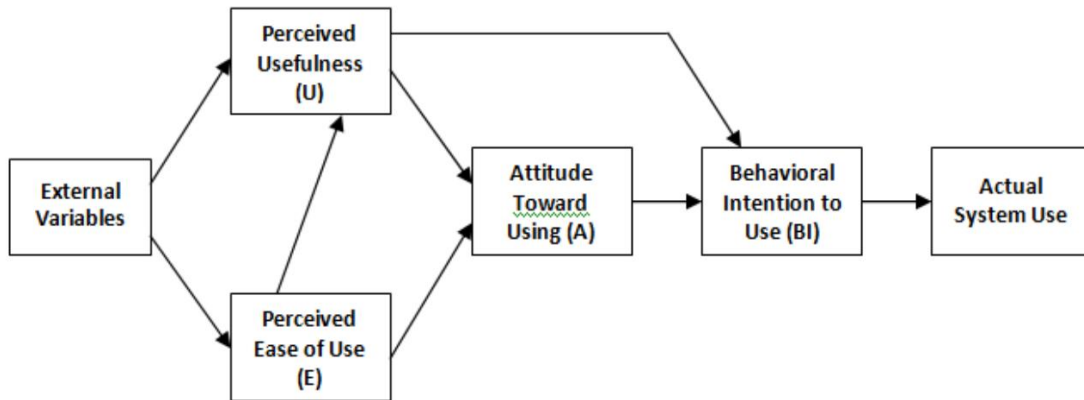 Perceived
Usefulness
(U)
External
Variables
Perceived
Ease of Use
(E)
Attitude
Toward
Using (A)
Behavioral
Intention to
Use (BI)
Actual
System Use